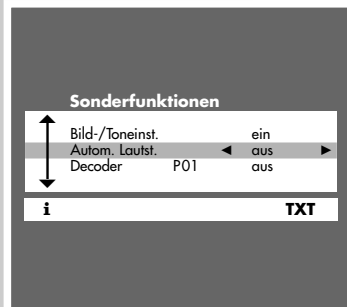 Sonderfunktionen
Bild-/Toneinst. ein
Autom. Lautst. ◄ aus ►
Decoder P01 aus
i TXT